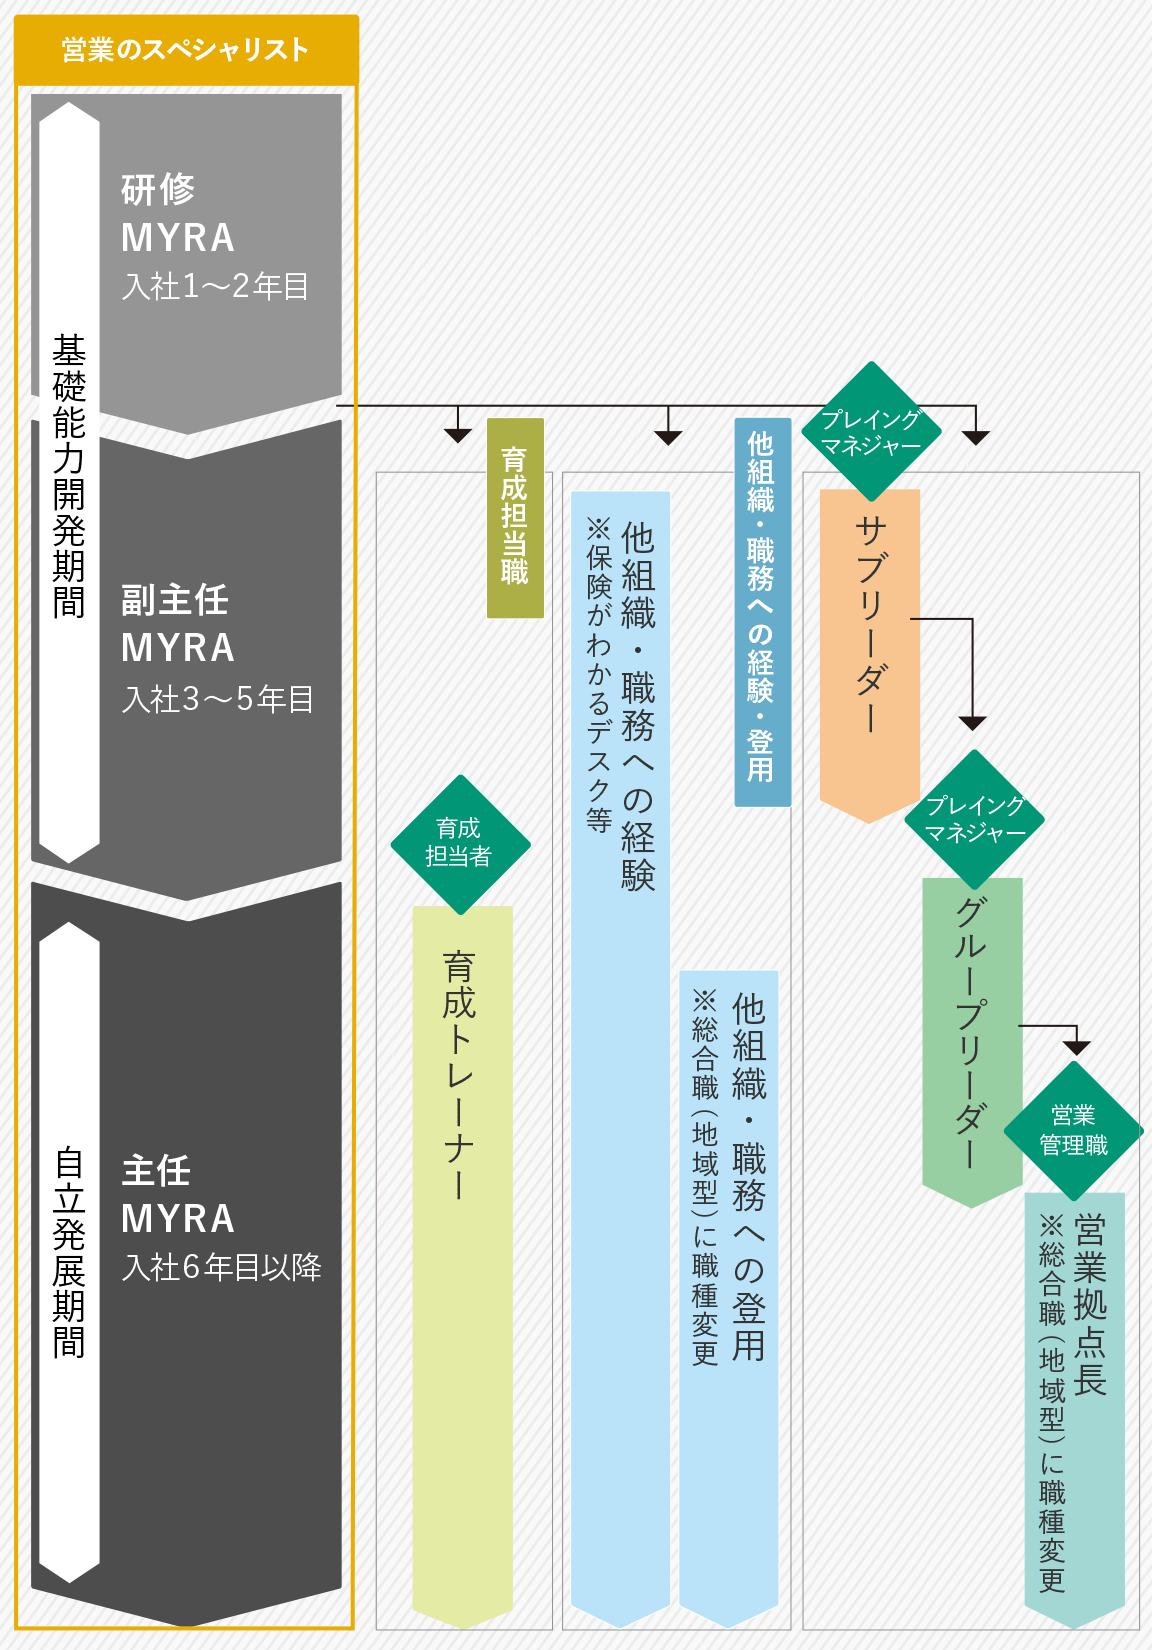 営業のスペシャリスト
基礎能力開発期間
研修
MYRA
入社1～2年目
副主任
MYRA
入社3～5年目
自立発展期間
主任
MYRA
入社6年目以降
育成担当職
育成
担当者
育成トレーナー
他組織・職務への経験・登用
他組織・職務への経験
※保険がわかるデスク等
他組織・職務への登用
※総合職(地域型)に職種変更
プレイング
マネジャー
サブリーダー
プレイング
マネジャー
グループリーダー
営業
管理職
営業拠点長
※総合職(地域型)に職種変更